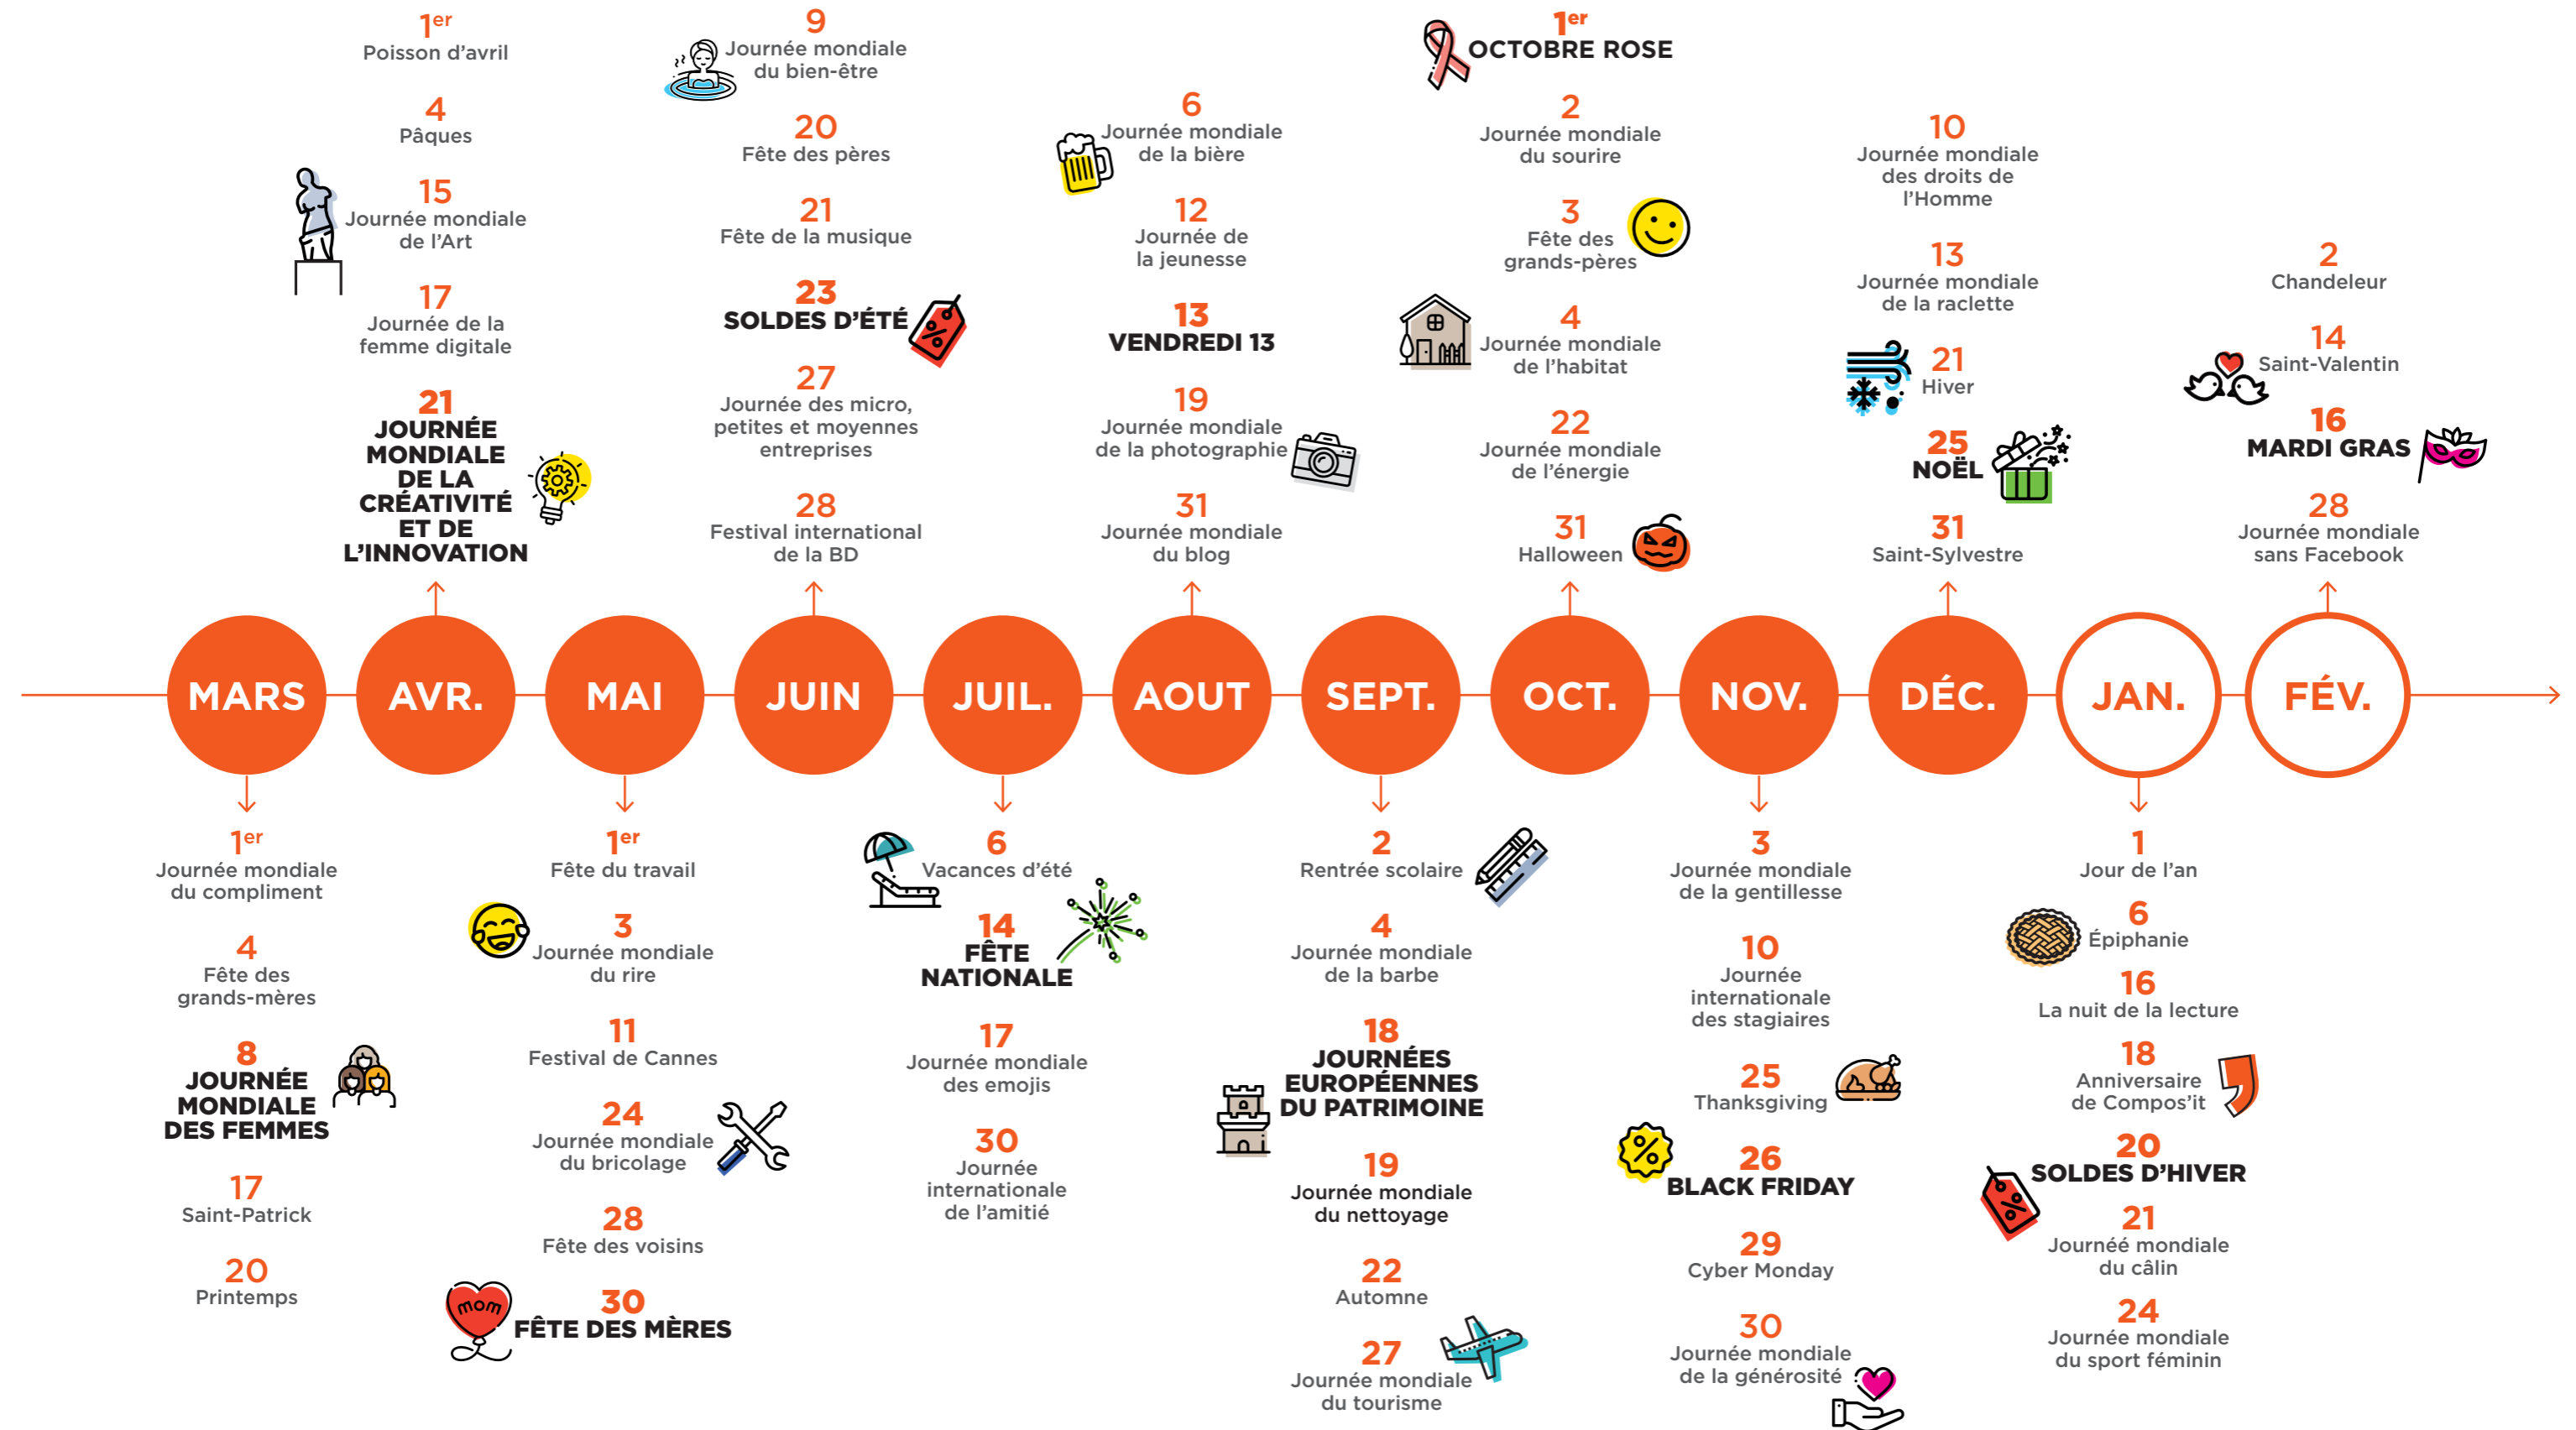 1er
Poisson d'avril
4
Pâques
15
Journée mondiale
de l'Art
17
Journée de la
femme digitale
21
JOURNÉE
MONDIALE
DE LA
CRÉATIVITÉ
ET DE
L'INNOVATION
9
Journée mondiale
du bien-être
20
Fête des pères
21
Fête de la musique
23
SOLDES D'ÉTÉ
27
Journée des micro,
petites et moyennes
entreprises
28
Festival international
de la BD
6
Journée mondiale
de la bière
12
Journée de
la jeunesse
13
VENDREDI 13
19
Journée mondiale
de la photographie
31
Journée mondiale
du blog
1er
OCTOBRE ROSE
2
Journée mondiale
du sourire
3
Fête des
grands-pères
4
Journée mondiale
de l'habitat
22
Journée mondiale
de l'énergie
31
Halloween
10
Journée mondiale
des droits de
l'Homme
13
Journée mondiale
de la raclette
21
Hiver
25
NOËL
31
Saint-Sylvestre
2
Chandeleur
14
Saint-Valentin
16
MARDI GRAS
28
Journée mondiale
sans Facebook
MARS AVR. MAI JUIN JUIL. AOUT SEPT. OCT. NOV. DÉC. JAN. FÉV.
1er
Journée mondiale
du compliment
4
Fête des
grands-mères
8
JOURNÉE
MONDIALE
DES FEMMES
17
Saint-Patrick
20
Printemps
1er
Fête du travail
3
Journée mondiale
du rire
11
Festival de Cannes
24
Journée mondiale
du bricolage
28
Fête des voisins
mom
30
FÊTE DES MÈRES
6
Vacances d'été
14
FÊTE
NATIONALE
17
Journée mondiale
des emojis
30
Journée
internationale
de l'amitié
2
Rentrée scolaire
4
Journée mondiale
de la barbe
18
JOURNÉES
EUROPÉENNES
DU PATRIMOINE
19
Journée mondiale
du nettoyage
22
Automne
27
Journée mondiale
du tourisme
3
Journée mondiale
de la gentillesse
10
Journée
internationale
des stagiaires
25
Thanksgiving
%
26
BLACK FRIDAY
29
Cyber Monday
30
Journée mondiale
de la générosité
1
Jour de l'an
6
Épiphanie
16
La nuit de la lecture
18
Anniversaire
de Compos'it
20
SOLDES D'HIVER
%
21
Journéé mondiale
du câlin
24
Journée mondiale
du sport féminin